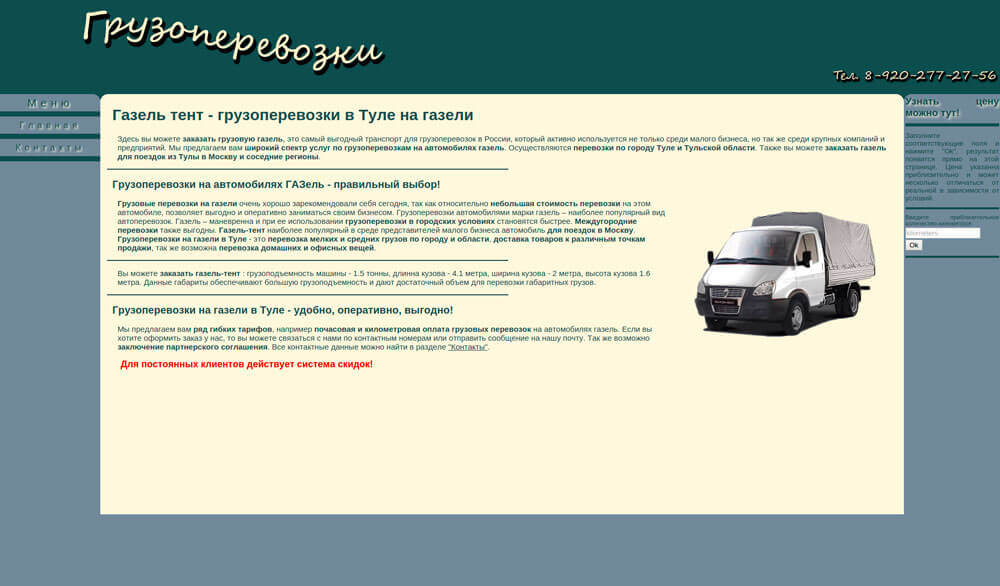 Грузоперевозки
Тел. 8-920-277-27-56
Меню
Главная
Контакты
Газель тент - грузоперевозки в Туле на газели
Здесь вы можете заказать грузовую газель, это самый выгодный транспорт для грузоперевозок в России, который активно используется не только среди малого бизнеса, но так же среди крупных компаний и
предприятий. Мы предлагаем вам широкий спектр услуг по грузоперевозкам на автомобилях газель. Осуществляются перевозки по городу Туле и Тульской области. Также вы можете заказать газель
для поездок из Тулы в Москву и соседние регионы.
Грузоперевозки на автомобилях ГАЗель - правильный выбор!
Грузовые перевозки на газели очень хорошо зарекомендовали себя сегодня, так как относительно небольшая стоимость перевозки на этом
автомобиле, позволяет выгодно и оперативно заниматься своим бизнесом. Грузоперевозки автомобилями марки газель – наиболее популярный вид
автоперевозок. Газель – маневренна и при ее использовании грузоперевозки в городских условиях становятся быстрее. Междугородние
перевозки также выгодны. Газель-тент наиболее популярный в среде представителей малого бизнеса автомобиль для поездок в Москву.
Грузоперевозки на газели в Туле - это перевозка мелких и средних грузов по городу и области, доставка товаров к различным точкам
продажи, так же возможна перевозка домашних и офисных вещей.
Вы можете заказать газель-тент : грузоподъемность машины - 1.5 тонны, длинна кузова - 4.1 метра, ширина кузова - 2 метра, высота кузова 1.6
метра. Данные габариты обеспечивают большую грузоподъемность и дают достаточный объем для перевозки габаритных грузов.
Грузоперевозки на газели в Туле - удобно, оперативно, выгодно!
Мы предлагаем вам ряд гибких тарифов, например почасовая и километровая оплата грузовых перевозок на автомобилях газель. Если вы
хотите оформить заказ у нас, то вы можете связаться с нами по контактным номерам или отправить сообщение на нашу почту. Так же возможно
заключение партнерского соглашения. Все контактные данные можно найти в разделе "Контакты".
Для постоянных клиентов действует система скидок!
Узнать цену
можно тут!
Заполните
соответствующие поля и
нажмите "Ok", результат
появится прямо на этой
странице. Цена указанна
приблизительно и может
несколько отличаться от
реальной в зависимости от
условий.
Введите приблизительное
количество километров
kilometers
Ok